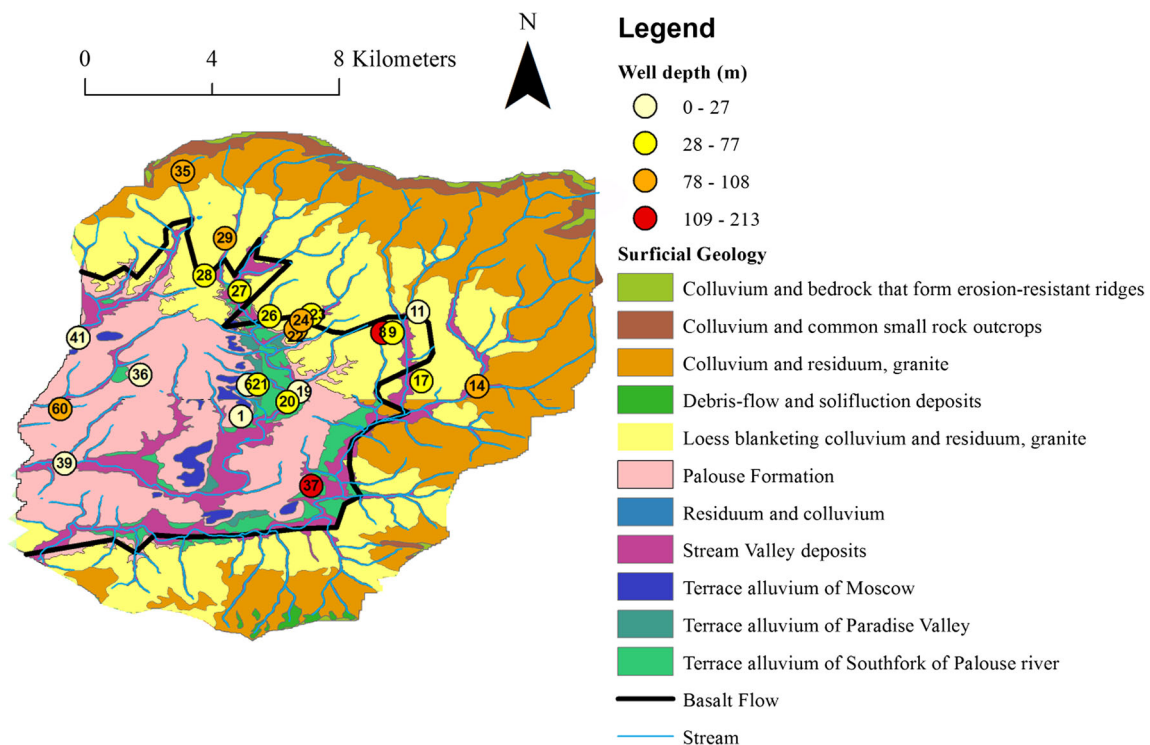 N
0 4 8 Kilometers
Legend
Well depth (m)
0 - 27
28 - 77
78 - 108
109 - 213
Surficial Geology
Colluvium and bedrock that form erosion-resistant ridges
Colluvium and common small rock outcrops
Colluvium and residuum, granite
Debris-flow and solifluction deposits
Loess blanketing colluvium and residuum, granite
Palouse Formation
Residuum and colluvium
Stream Valley deposits
Terrace alluvium of Moscow
Terrace alluvium of Paradise Valley
Terrace alluvium of Southfork of Palouse river
Basalt Flow
Stream
35
29
28
27
26
24
23
22
11
9
41
36
6
21
19
20
17
14
60
1
39
37